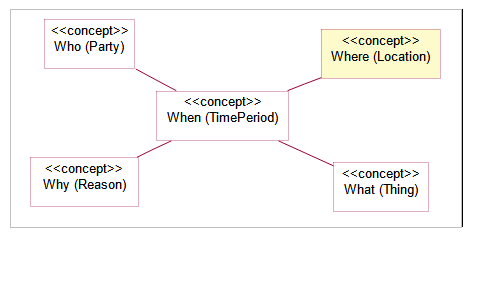 <<concept>>
Who (Party)
<<concept>>
Where (Location)
<<concept>>
When (TimePeriod)
<<concept>>
Why (Reason)
<<concept>>
What (Thing)